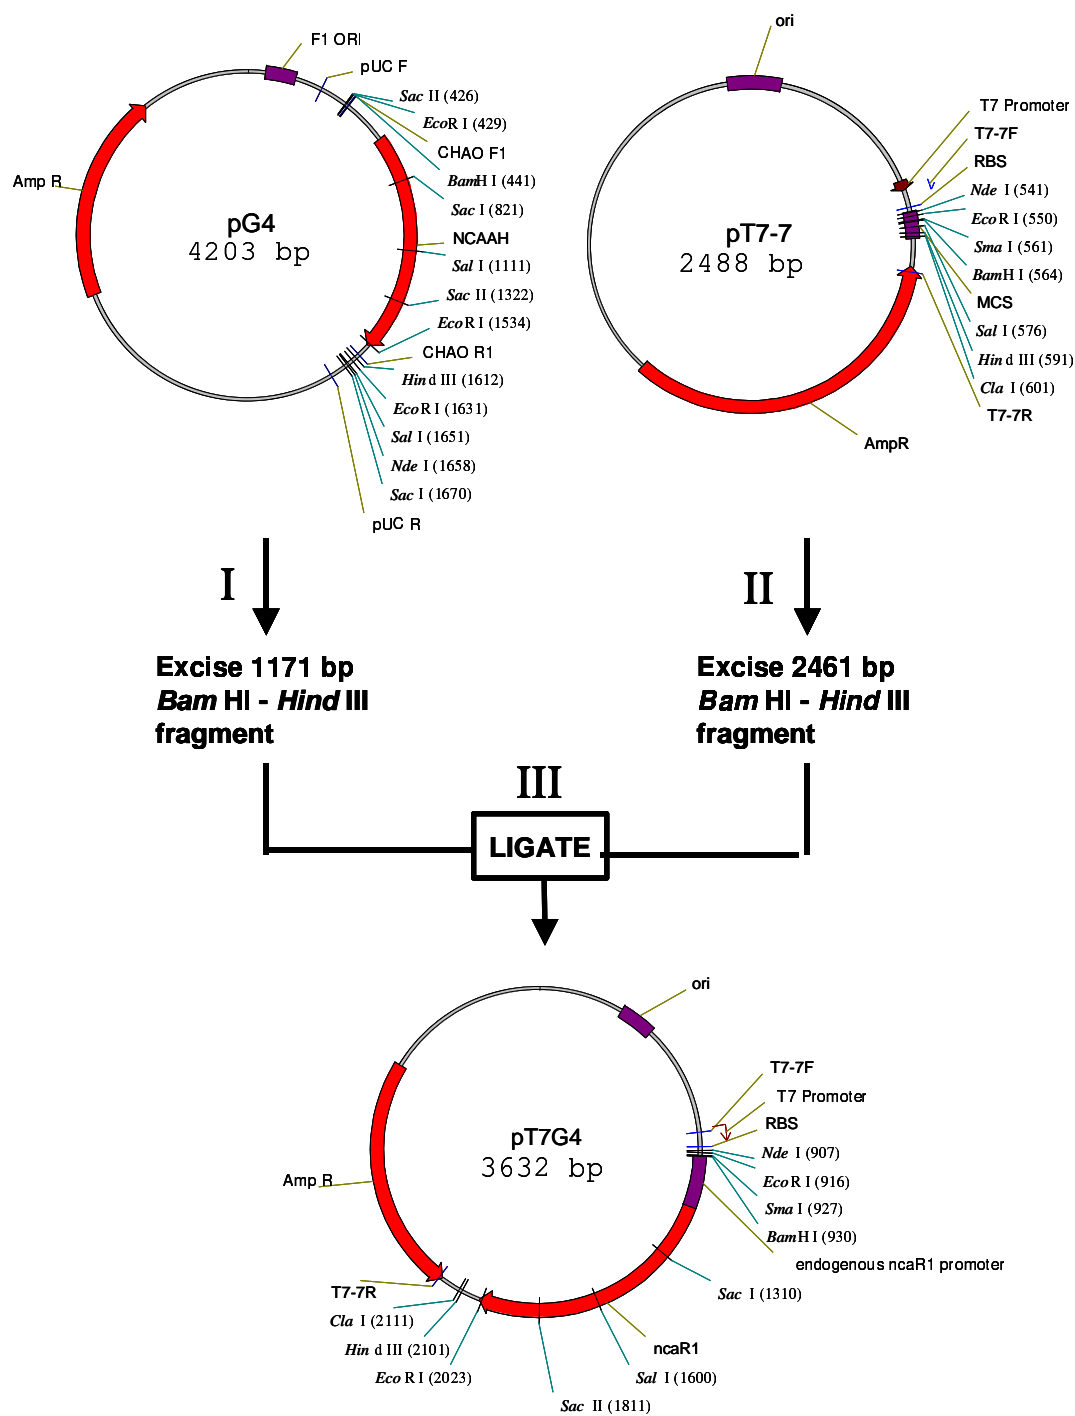 F1 ORI
pUC F
Sac II (426)
EcoR I (429)
CHAO F1
BamH I (441)
Sac I (821)
NCAAH
Sal I (1111)
Sac II (1322)
EcoR I (1534)
CHAO R1
Hin d III (1612)
EcoR I (1631)
Sal I (1651)
Nde I (1658)
Sac I (1670)
pUC R
Amp R
pG4
4203 bp
ori
T7 Promoter
T7-7F
RBS
Nde I (541)
EcoR I (550)
Sma I (561)
BamH I (564)
MCS
Sal I (576)
Hin d III (591)
Cla I (601)
T7-7R
AmpR
pT7-7
2488 bp
I
Excise 1171 bp
Bam HI - Hind III
fragment
II
Excise 2461 bp
Bam HI - Hind III
fragment
III
LIGATE
ori
T7-7F
T7 Promoter
RBS
Nde I (907)
EcoR I (916)
Sma I (927)
BamH I (930)
endogenous ncaR1 promoter
Sac I (1310)
ncaR1
Sal I (1600)
Sac II (1811)
pT7G4
3632 bp
Amp R
T7-7R
Cla I (2111)
Hin d III (2101)
Eco R I (2023)